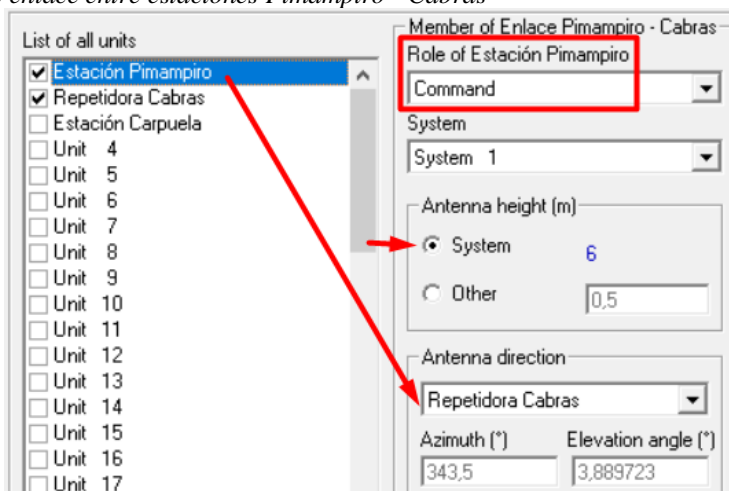 enlace entre estaciones Pimampiro - Cabras
List of all units
Estación Pimampiro
Repetidora Cabras
Estación Carpuela
Unit 4
Unit 5
Unit 6
Unit 7
Unit 8
Unit 9
Unit 10
Unit 11
Unit 12
Unit 13
Unit 14
Unit 15
Unit 16
Unit 17
Member of Enlace Pimampiro - Cabras
Role of Estación Pimampiro
Command
System
System 1
Antenna height (m)
System 6
Other 0,5
Antenna direction
Repetidora Cabras
Azimuth (°) Elevation angle (°)
343,5 3,889723